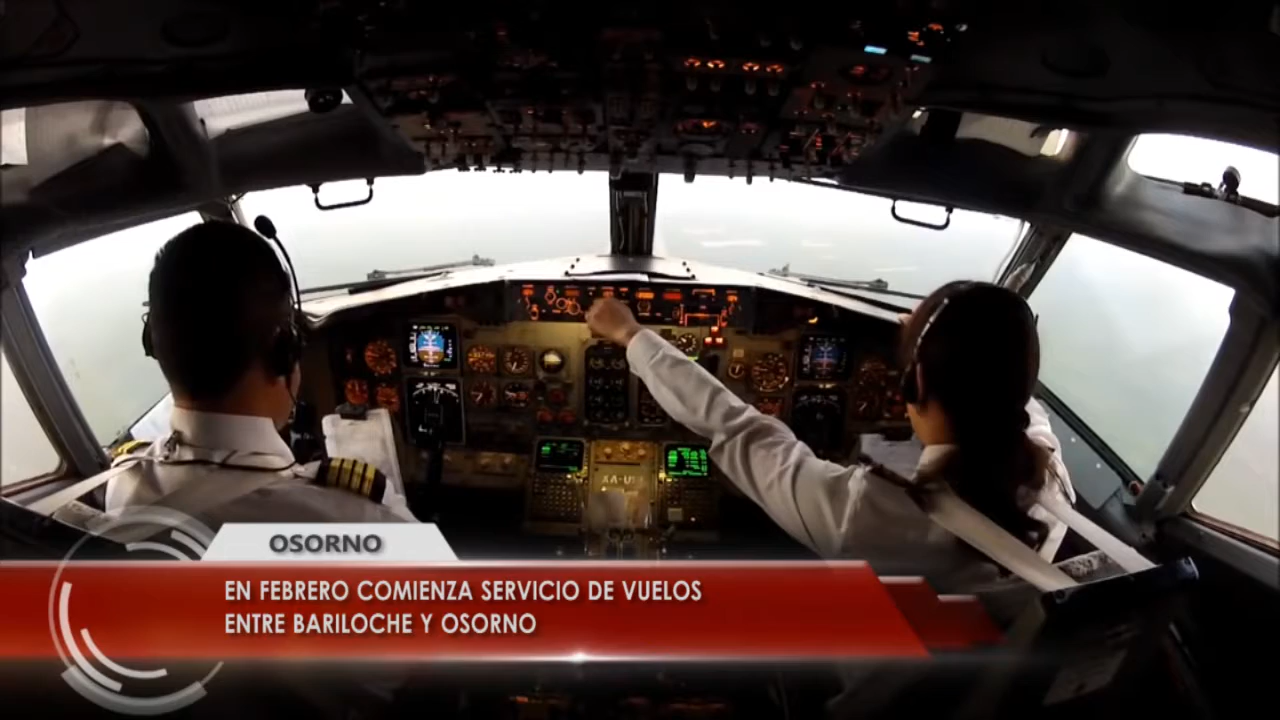 OSORNO
EN FEBRERO COMIENZA SERVICIO DE VUELOS
ENTRE BARILOCHE Y OSORNO